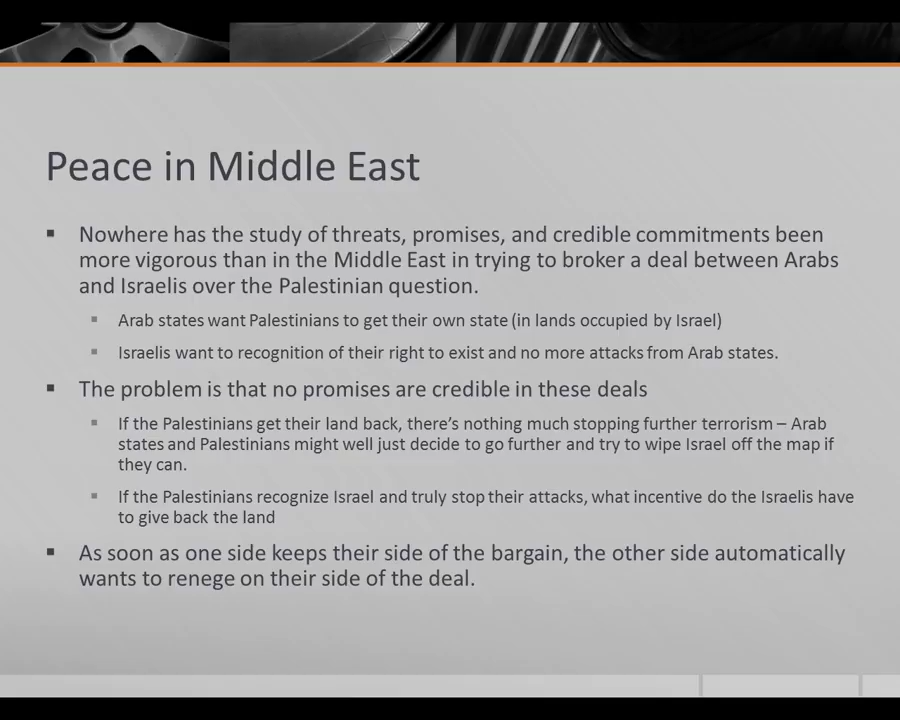 Peace in Middle East
▪ Nowhere has the study of threats, promises, and credible commitments been
more vigorous than in the Middle East in trying to broker a deal between Arabs
and Israelis over the Palestinian question.
▪ Arab states want Palestinians to get their own state (in lands occupied by Israel)
▪ Israelis want to recognition of their right to exist and no more attacks from Arab states.
▪ The problem is that no promises are credible in these deals
▪ If the Palestinians get their land back, there's nothing much stopping further terrorism – Arab
states and Palestinians might well just decide to go further and try to wipe Israel off the map if
they can.
▪ If the Palestinians recognize Israel and truly stop their attacks, what incentive do the Israelis have
to give back the land
▪ As soon as one side keeps their side of the bargain, the other side automatically
wants to renege on their side of the deal.